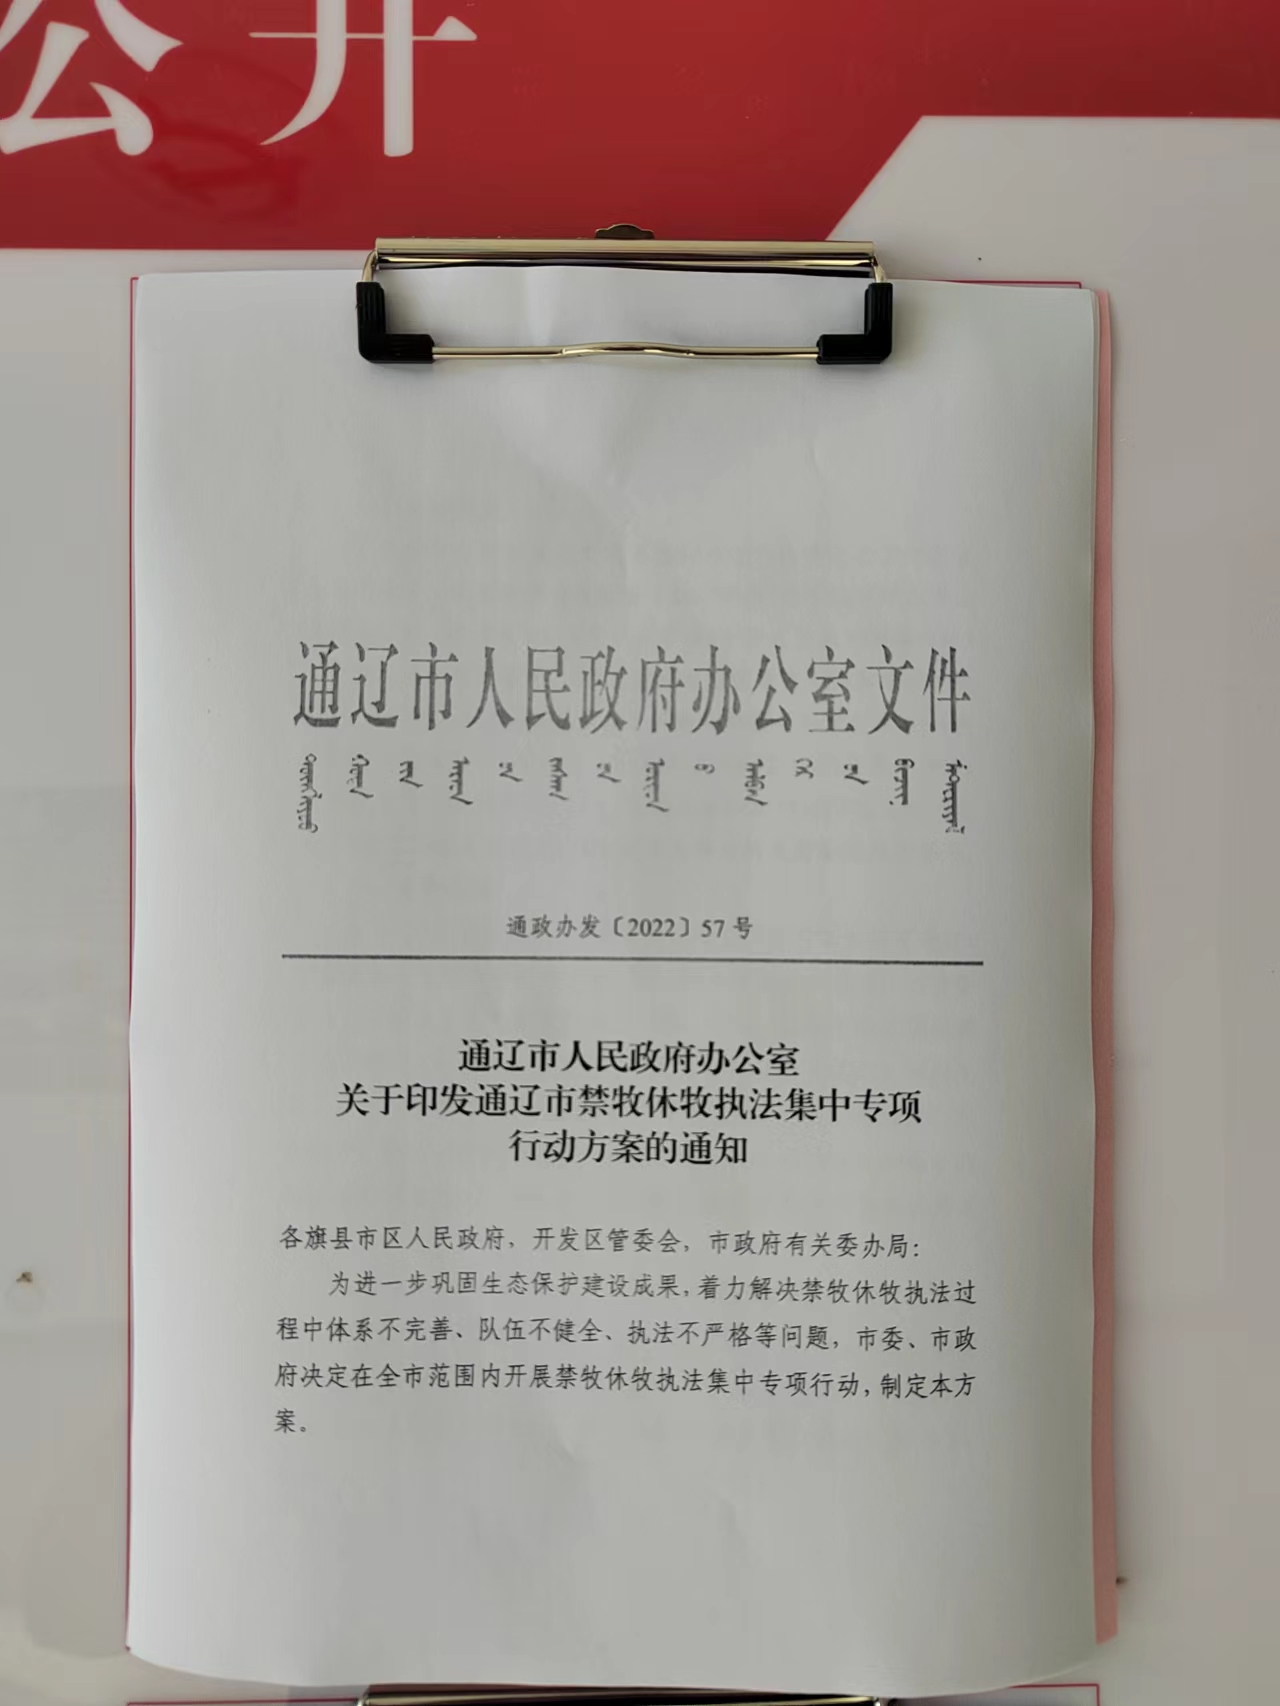 公开
通辽市人民政府办公室文件
通政办发〔2022〕57号
通辽市人民政府办公室
关于印发通辽市禁牧休牧执法集中专项
行动方案的通知
各旗县市区人民政府，开发区管委会，市政府有关委办局：
为进一步巩固生态保护建设成果，着力解决禁牧休牧执法过
程中体系不完善、队伍不健全、执法不严格等问题，市委、市政
府决定在全市范围内开展禁牧休牧执法集中专项行动，制定本方
案。